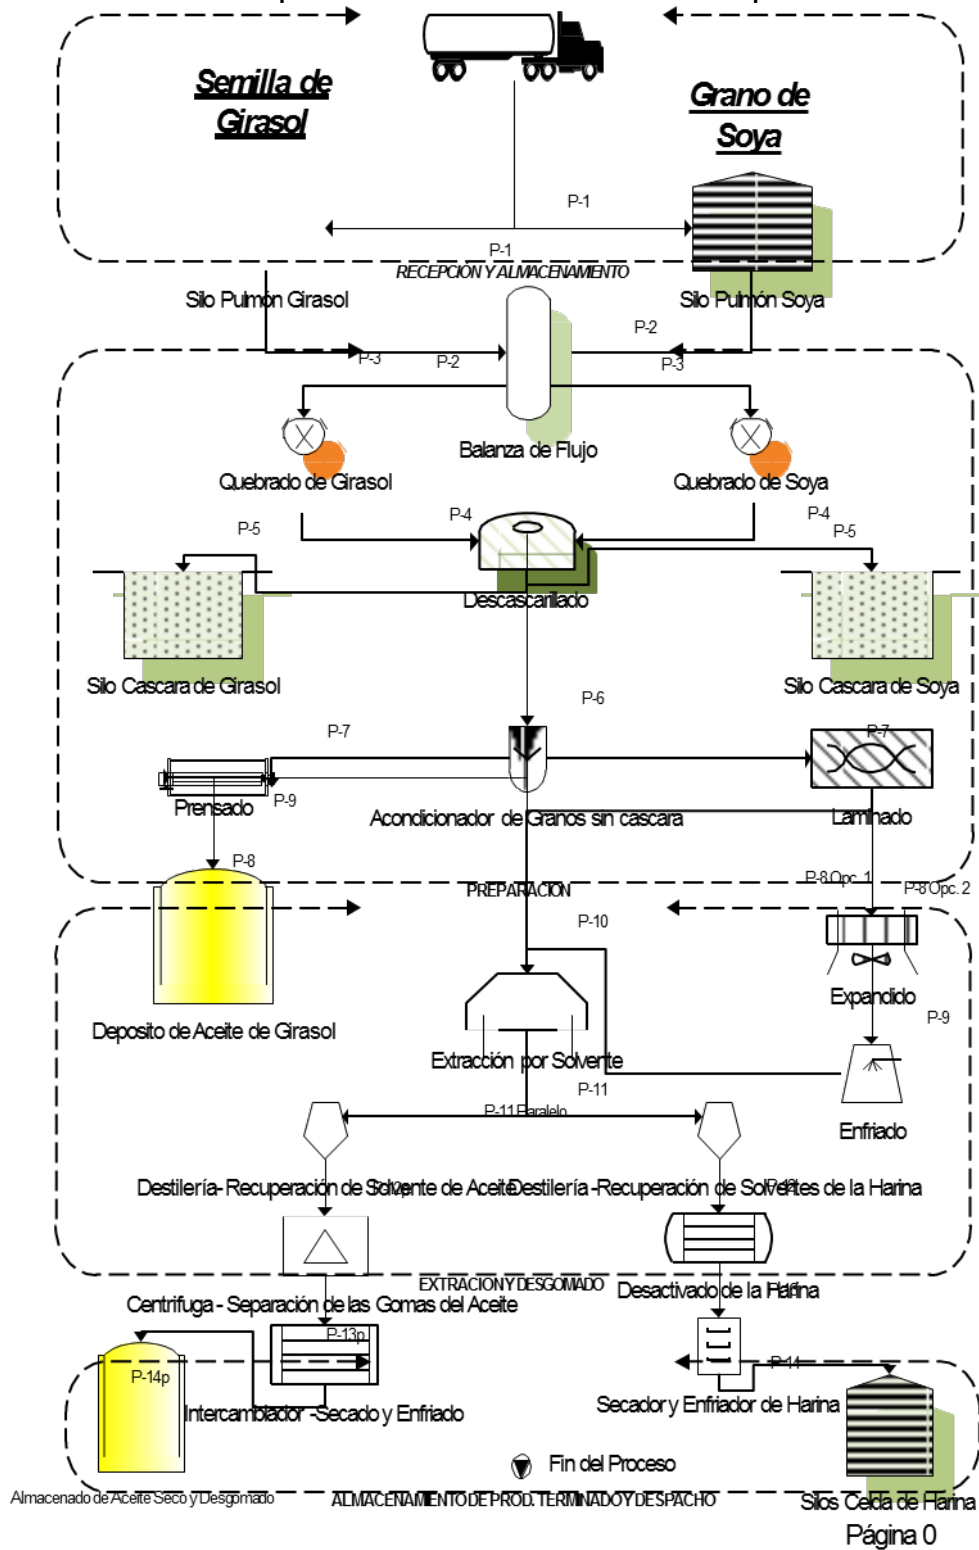 Semilla de
Girasol
Grano de
Soya
P-1
P-1
RECEPCIÓN Y ALMACENAMIENTO
Silo Pulmón Girasol
Silo Pulmón Soya
P-2
P-3
P-2
P-3
Balanza de Flujo
Quebrado de Girasol
Quebrado de Soya
P-4
P-4
P-5
P-5
Descascarillado
Silo Cascara de Girasol
Silo Cascara de Soya
P-6
P-7
P-7
Prensado
P-9
Acondicionador de Granos sin cascara
Laminado
P-8
P-8 Opc. 1
P-8 Opc. 2
PREPARACION
P-10
Expandido
Deposito de Aceite de Girasol
P-9
Extracción por Solvente
P-11
P-11 Paralelo
Enfriado
Destilería- Recuperación de Solvente de Aceite
P-12p
Destilería -Recuperación de Solventes de la Harina
P-12
EXTRACION Y DESGOMADO
Desactivado de la Harina
P-13
Centrifuga - Separación de las Gomas del Aceite
P-13p
P-14
P-14p
Intercambiador -Secado y Enfriado
Secador y Enfriador de Harina
Fin del Proceso
Almacenado de Aceite Seco y Desgomado
ALMACENAMIENTO DE PROD. TERMINADO Y DESPACHO
Silos Celda de Harina
Página 0